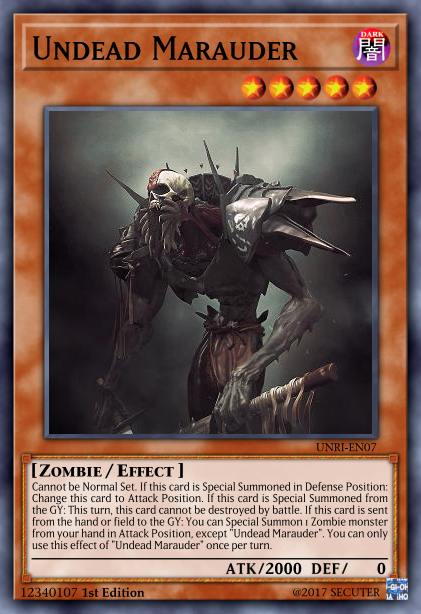 UNDEAD MARAUDER
DARK
闇
UNRI-EN07
[ ZOMBIE / EFFECT ]
Cannot be Normal Set. If this card is Special Summoned in Defense Position:
Change this card to Attack Position. If this card is Special Summoned from
the GY: This turn, this card cannot be destroyed by battle. If this card is sent
from the hand or field to the GY: You can Special Summon 1 Zombie monster
from your hand in Attack Position, except "Undead Marauder". You can only
use this effect of "Undead Marauder" once per turn.
ATK/2000 DEF/ 0
12340107 1st Edition ©2017 SECUTER